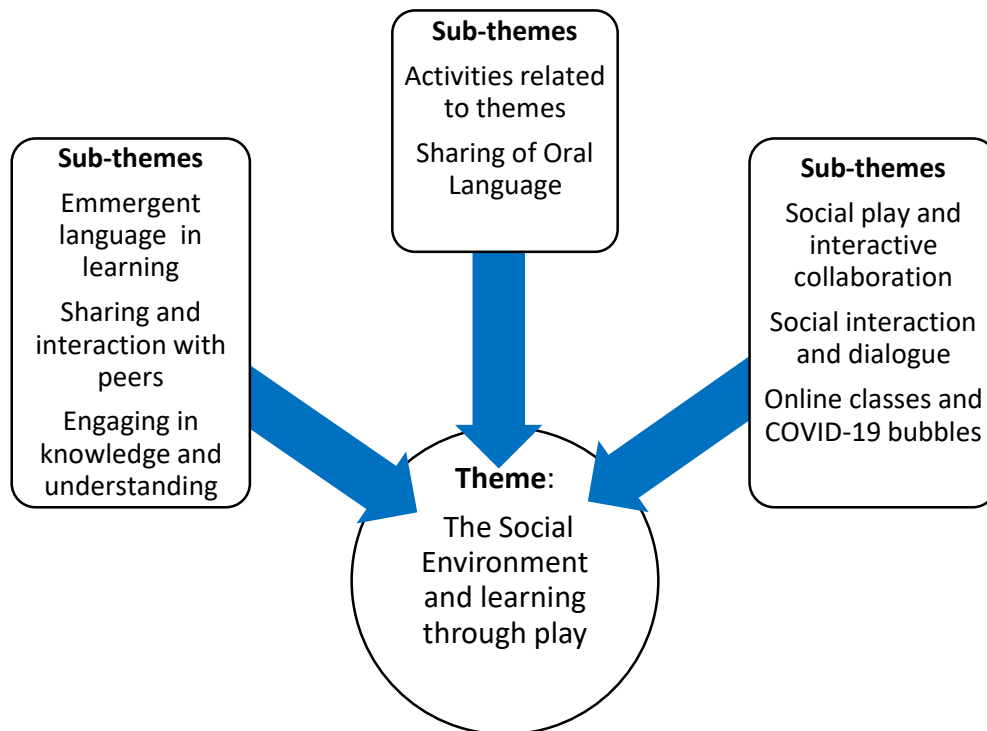 Sub-themes
Emmergent
language in
learning
Sharing and
interaction with
peers
Engaging in
knowledge and
understanding
Sub-themes
Activities related
to themes
Sharing of Oral
Language
Sub-themes
Social play and
interactive
collaboration
Social interaction
and dialogue
Online classes and
COVID-19 bubbles
Theme:
The Social
Environment
and learning
through play